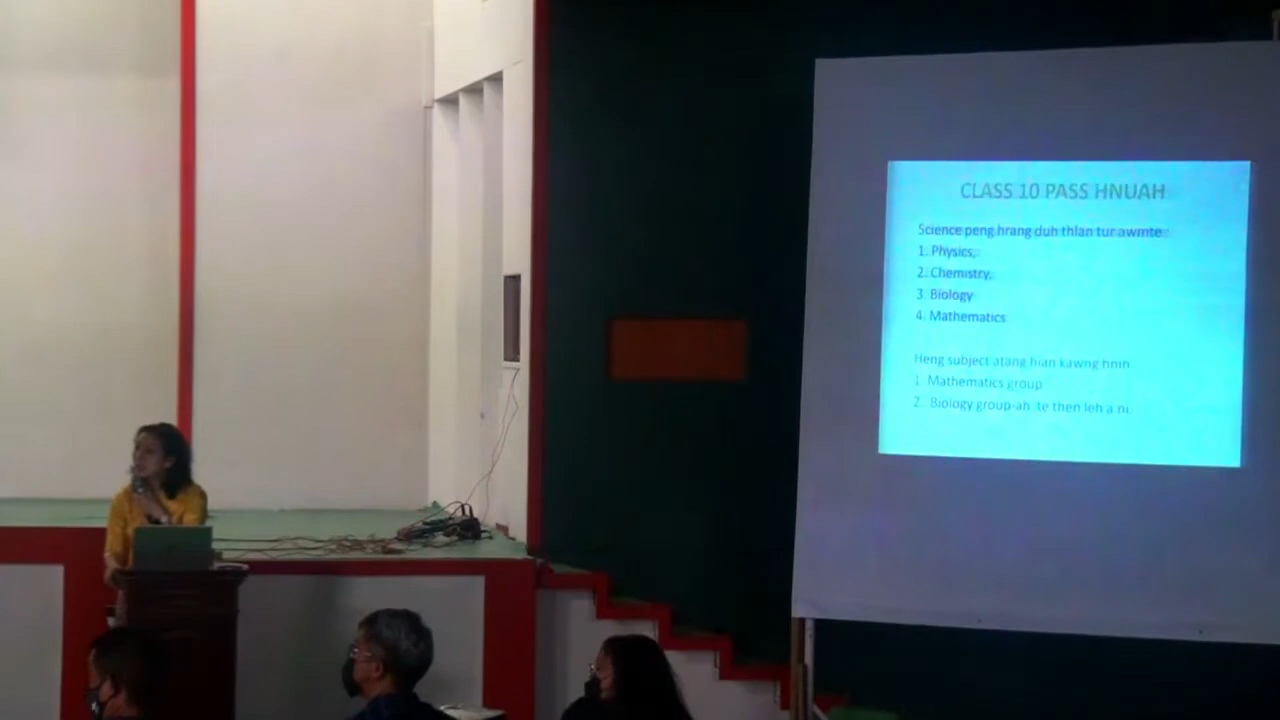 CLASS 10 PASS HNUAH
Science peng hrang duh thlan tur awmte :
1. Physics,
2. Chemistry,
3. Biology
4. Mathematics
Heng subject atang hian kawng hnih
1. Mathematics group
2. Biology group-ah te then leh a ni.